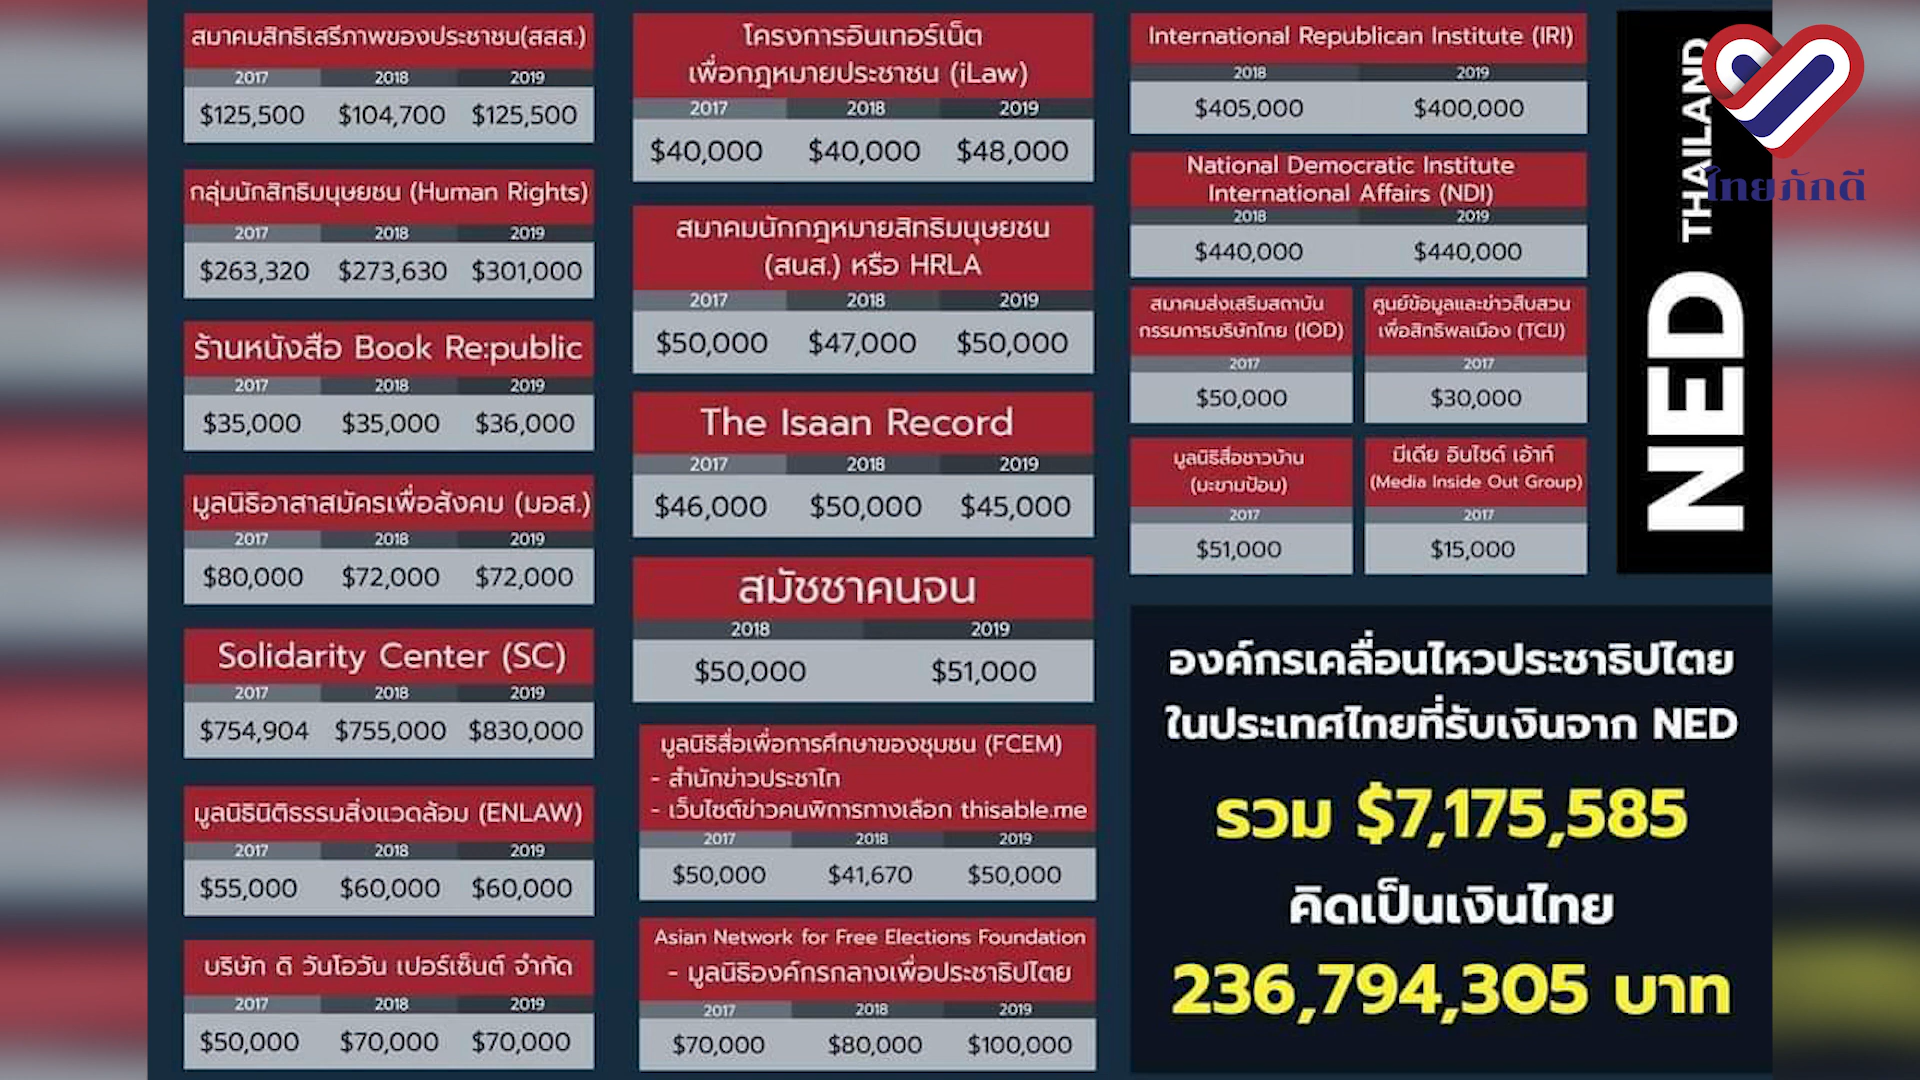 สมาคมสิทธิเสรีภาพของประชาชน(สสส.)
2017 2018 2019
$125,500 $104,700 $125,500
กลุ่มนักสิทธิมนุษยชน (Human Rights)
2017 2018 2019
$263,320 $273,630 $301,000
ร้านหนังสือ Book Re:public
2017 2018 2019
$35,000 $35,000 $36,000
มูลนิธิอาสาสมัครเพื่อสังคม (มอส.)
2017 2018 2019
$80,000 $72,000 $72,000
Solidarity Center (SC)
2017 2018 2019
$754,904 $755,000 $830,000
มูลนิธินิติธรรมสิ่งแวดล้อม (ENLAW)
2017 2018 2019
$55,000 $60,000 $60,000
บริษัท ดิ วันโอวัน เปอร์เซ็นต์ จำกัด
2017 2018 2019
$50,000 $70,000 $70,000
โครงการอินเทอร์เน็ต
เพื่อกฎหมายประชาชน (iLaw)
2017 2018 2019
$40,000 $40,000 $48,000
สมาคมนักกฎหมายสิทธิมนุษยชน
(สนส.) หรือ HRLA
2017 2018 2019
$50,000 $47,000 $50,000
The Isaan Record
2017 2018 2019
$46,000 $50,000 $45,000
สมัชชาคนจน
2018 2019
$50,000 $51,000
มูลนิธิสื่อเพื่อการศึกษาของชุมชน (FCEM)
- สำนักข่าวประชาไท
- เว็บไซต์ข่าวคนพิการทางเลือก thisable.me
2017 2018 2019
$50,000 $41,670 $50,000
Asian Network for Free Elections Foundation
- มูลนิธิองค์กรกลางเพื่อประชาธิปไตย
2017 2018 2019
$70,000 $80,000 $100,000
International Republican Institute (IRI)
2018 2019
$405,000 $400,000
National Democratic Institute
International Affairs (NDI)
2018 2019
$440,000 $440,000
สมาคมส่งเสริมสถาบัน
กรรมการบริษัทไทย (IOD)
2017
$50,000
ศูนย์ข้อมูลและข่าวสืบสวน
เพื่อสิทธิพลเมือง (TCIJ)
2017
$30,000
มูลนิธิสื่อชาวบ้าน
(มะขามป้อม)
2017
$51,000
มีเดีย อินไซด์ เอ้าท์
(Media Inside Out Group)
2017
$15,000
NED THAILAND
ไทยภักดี
องค์กรเคลื่อนไหวประชาธิปไตย
ในประเทศไทยที่รับเงินจาก NED
รวม $7,175,585
คิดเป็นเงินไทย
236,794,305 บาท